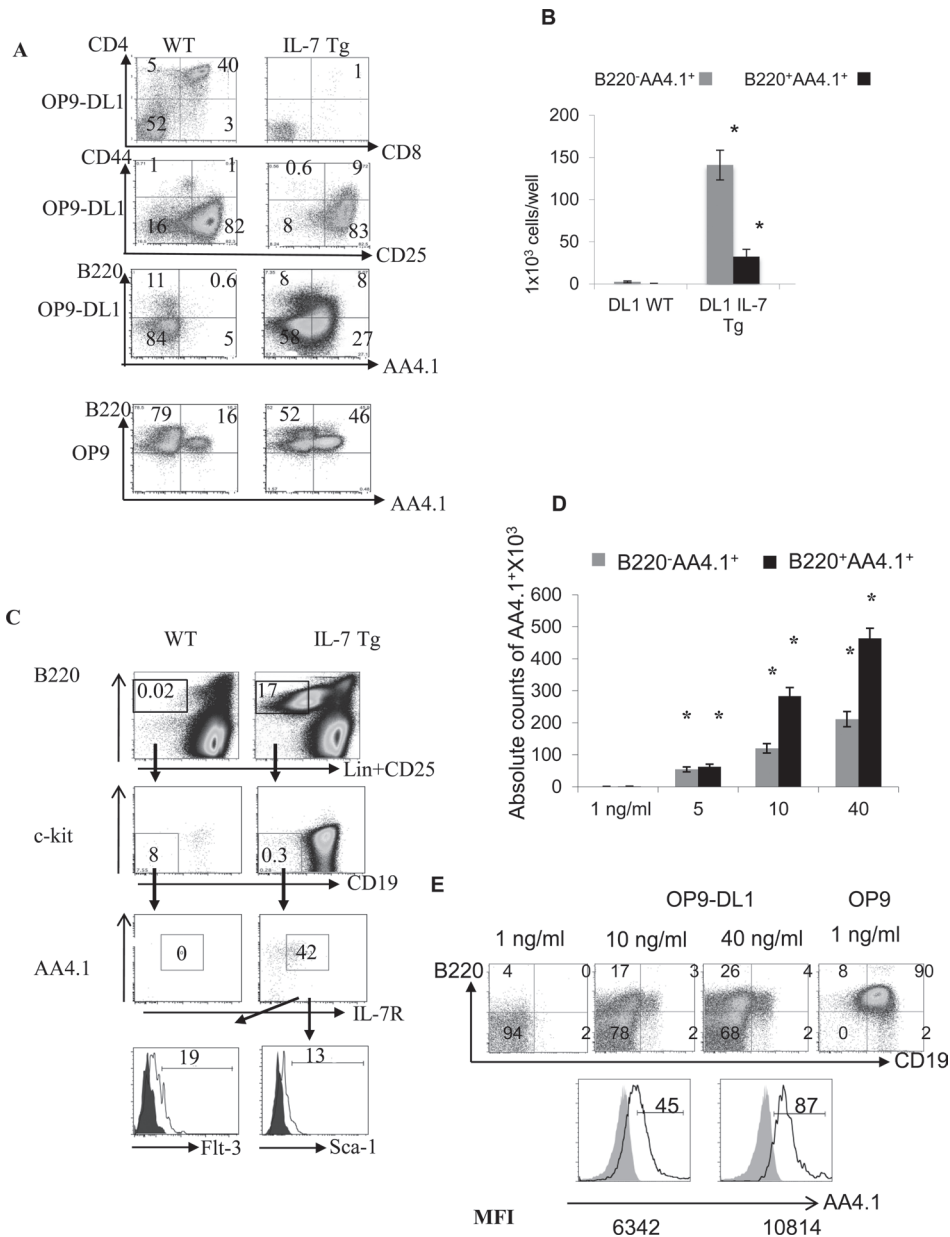 A
WT
IL-7 Tg
CD4
5
40
1
OP9-DL1
52
3
CD8
CD44
1
1
0.6
9
OP9-DL1
16
82
8
83
CD25
B220
11
0.6
8
8
OP9-DL1
84
5
58
27
AA4.1
B220
79
16
52
46
OP9
AA4.1
B
B220-AA4.1+
B220+AA4.1+
1x10³ cells/well
200
150
100
50
0
*
*
DL1 WT
DL1 IL-7 Tg
C
WT
IL-7 Tg
B220
0.02
17
Lin+CD25
c-kit
8
0.3
CD19
AA4.1
0
42
IL-7R
19
13
Flt-3
Sca-1
D
B220-AA4.1+
B220+AA4.1+
Absolute counts of AA4.1+X10³
600
500
400
300
200
100
0
* *
* *
* *
1 ng/ml
5
10
40
E
OP9-DL1
OP9
1 ng/ml
10 ng/ml
40 ng/ml
1 ng/ml
B220
4
0
17
3
26
4
8
90
94
2
78
2
68
2
0
2
CD19
45
87
AA4.1
MFI
6342
10814